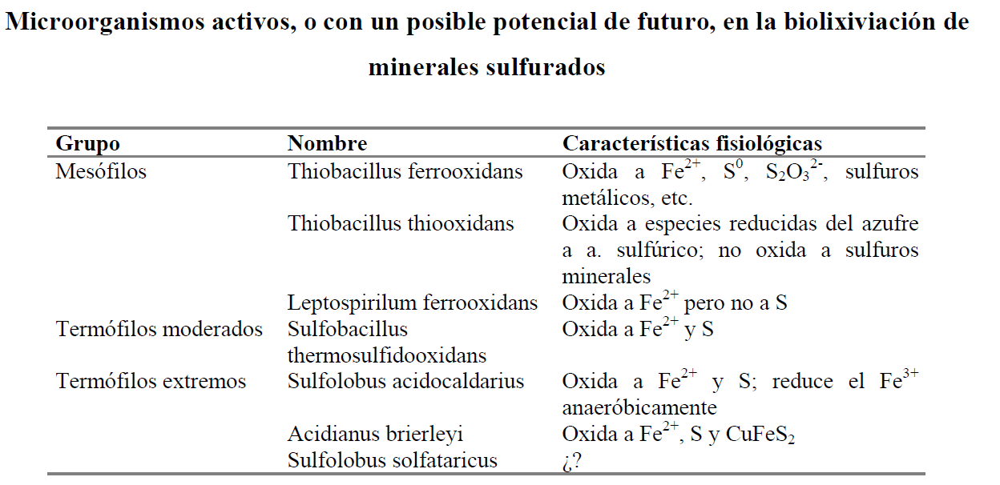 Microorganismos activos, o con un posible potencial de futuro, en la biolixiviación de
minerales sulfurados
Grupo Nombre Características fisiológicas
Mesófilos Thiobacillus ferrooxidans Oxida a Fe²⁺, S⁰, S₂O₃²⁻, sulfuros
metálicos, etc.
Thiobacillus thiooxidans Oxida a especies reducidas del azufre
a a. sulfúrico; no oxida a sulfuros
minerales
Leptospirilum ferrooxidans Oxida a Fe²⁺ pero no a S
Termófilos moderados Sulfobacillus Oxida a Fe²⁺ y S
thermosulfidooxidans
Termófilos extremos Sulfolobus acidocaldarius Oxida a Fe²⁺ y S; reduce el Fe³⁺
anaeróbicamente
Acidianus brierleyi Oxida a Fe²⁺, S y CuFeS₂
Sulfolobus solfataricus ¿?